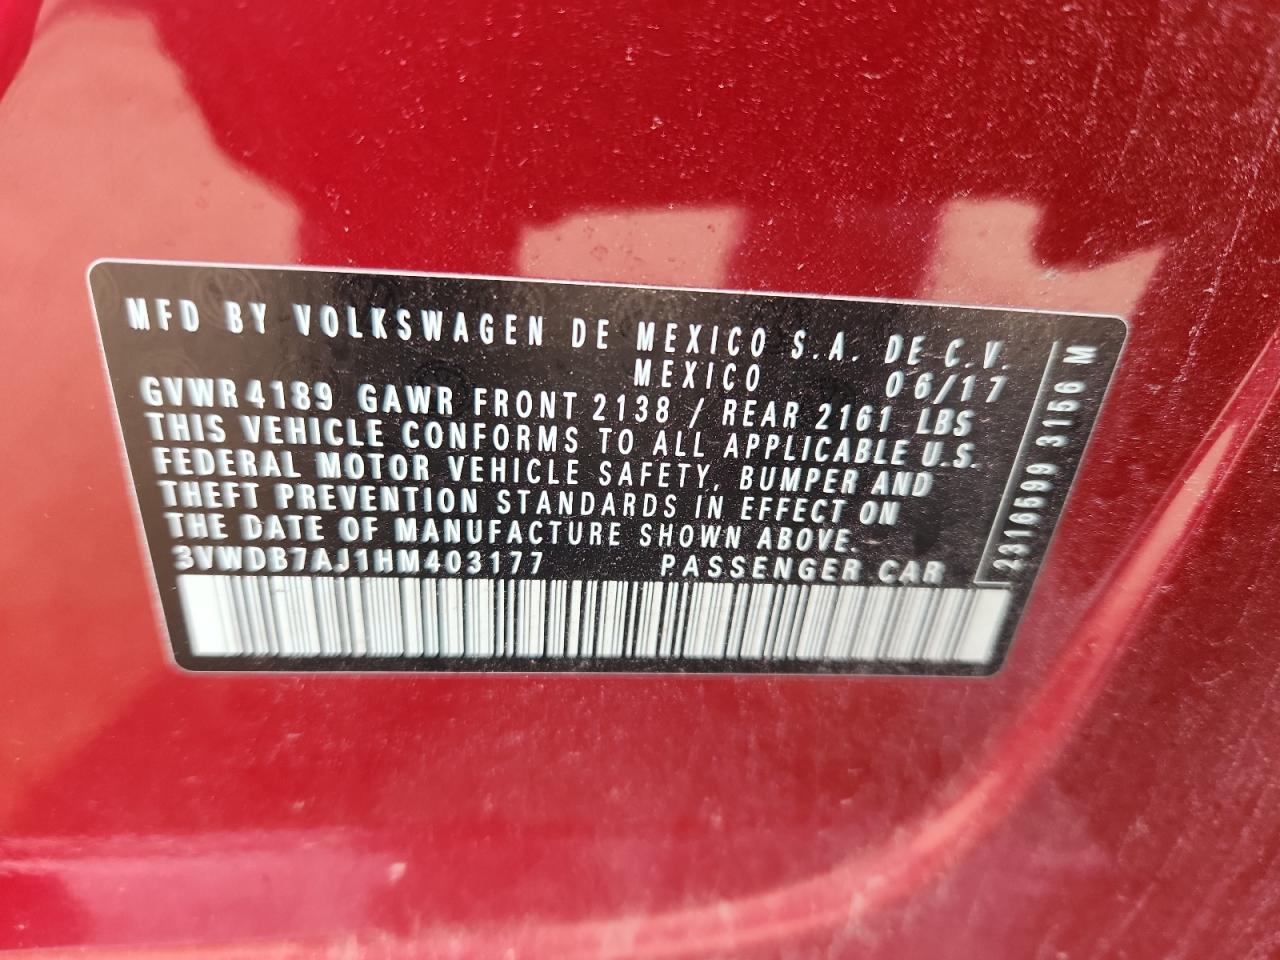 MFD BY VOLKSWAGEN DE MEXICO S.A. DE C.V.
MEXICO 06/17
GVWR 4189 GAWR FRONT 2138 / REAR 2161 LBS
THIS VEHICLE CONFORMS TO ALL APPLICABLE U.S.
FEDERAL MOTOR VEHICLE SAFETY, BUMPER AND
THEFT PREVENTION STANDARDS IN EFFECT ON
THE DATE OF MANUFACTURE SHOWN ABOVE.
3VWDB7AJ1HM403177 PASSENGER CAR
2316699 3156 M